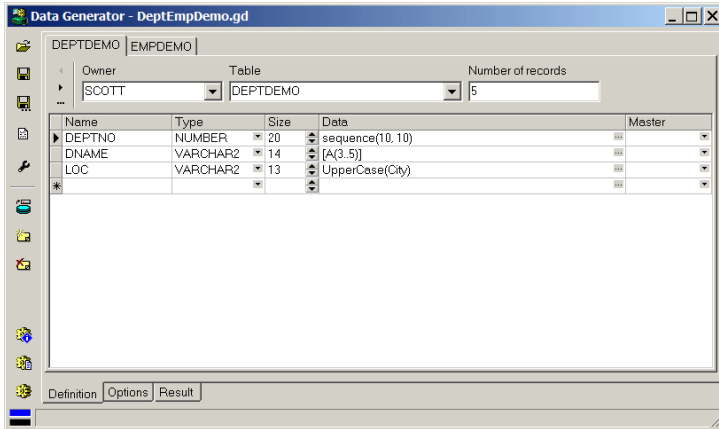 Data Generator - DeptEmpDemo.gd
DEPTDEMO EMPDEMO
Owner Table Number of records
SCOTT DEPTDEMO 5
Name Type Size Data Master
DEPTNO NUMBER 20 sequence(10, 10)
DNAME VARCHAR2 14 [A(3..5)]
LOC VARCHAR2 13 UpperCase(City)
Definition Options Result